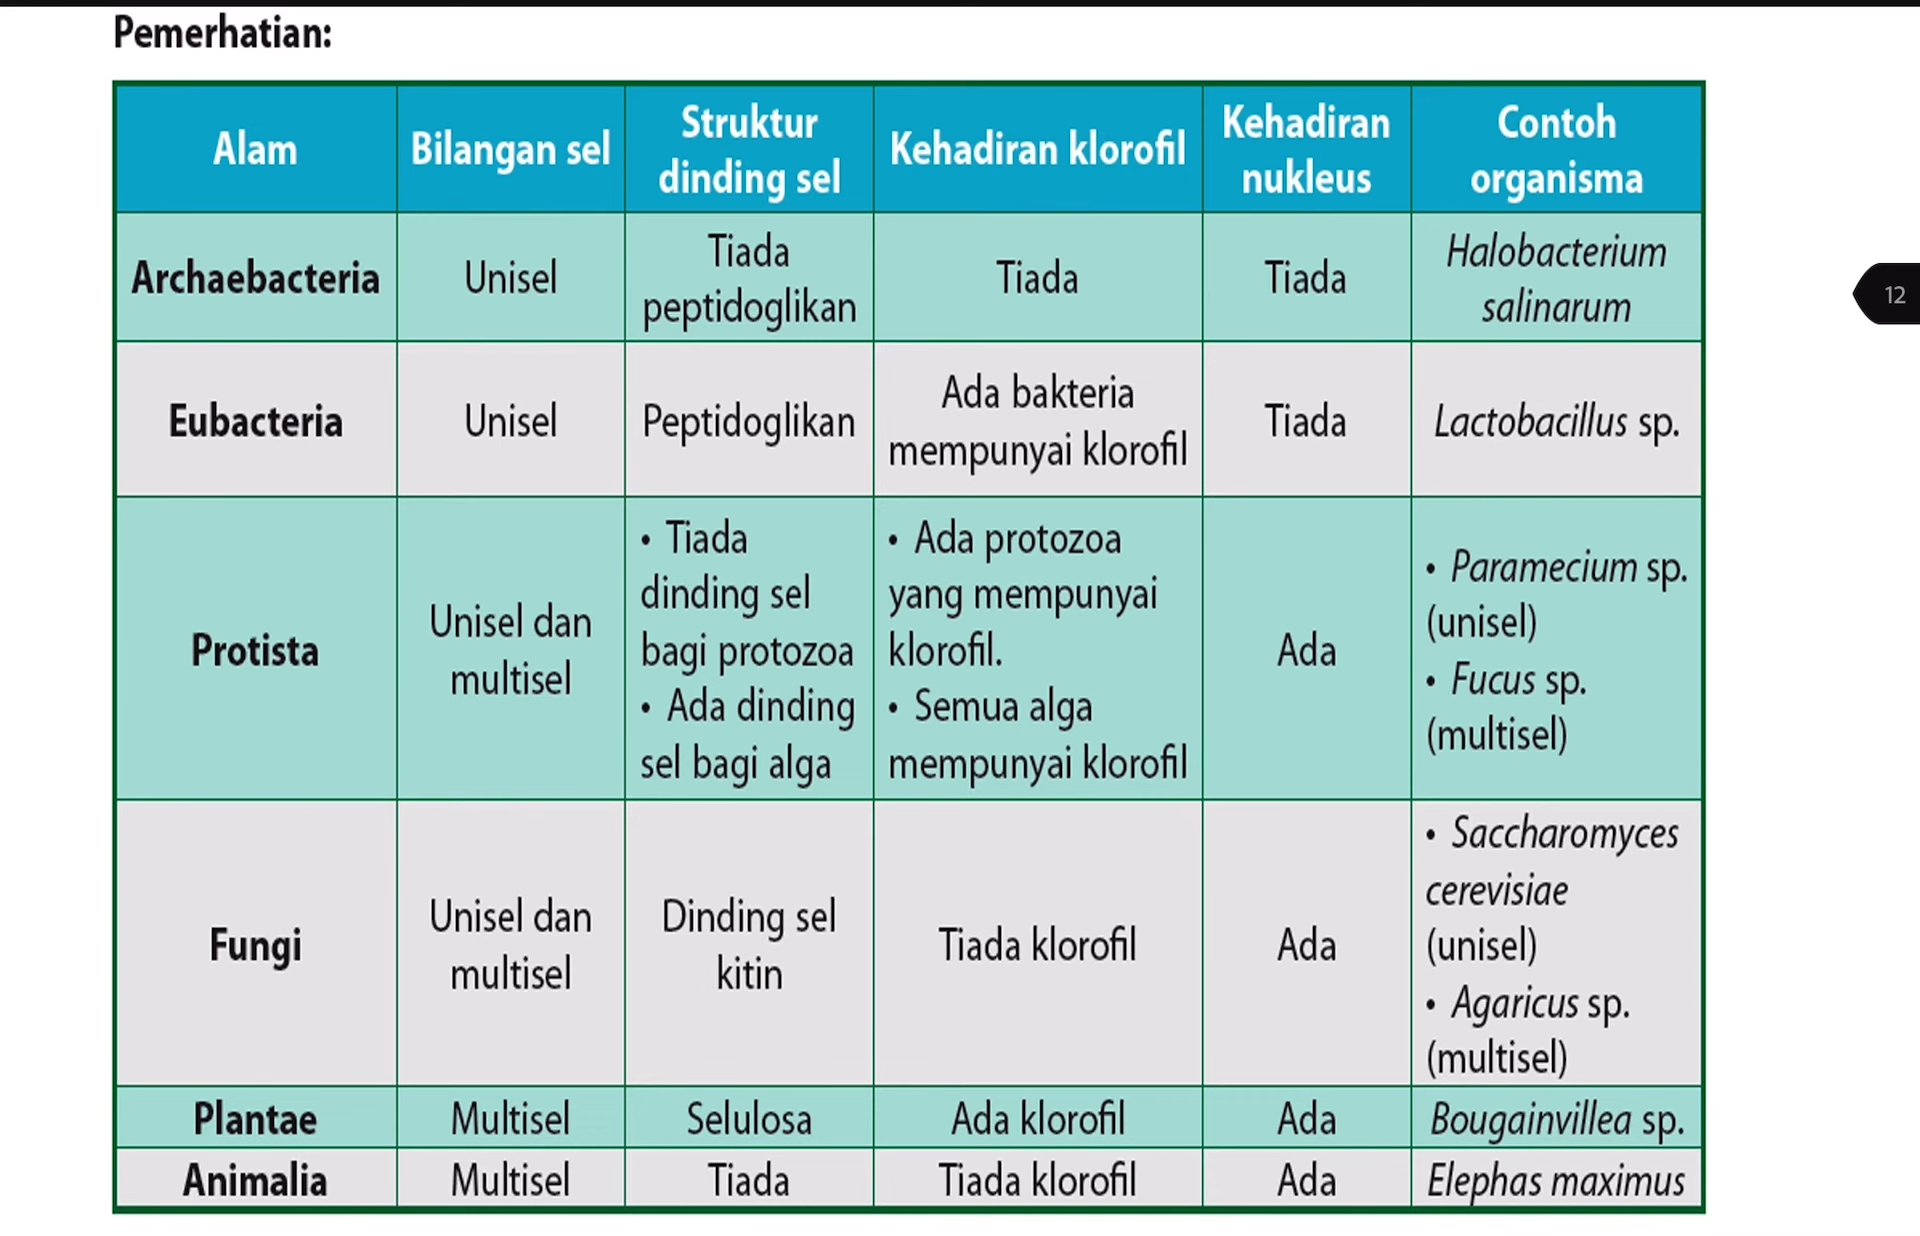 Pemerhatian:
Alam
Bilangan sel
Struktur
dinding sel
Kehadiran klorofil
Kehadiran
nukleus
Contoh
organisma
Archaebacteria
Unisel
Tiada
peptidoglikan
Tiada
Tiada
Halobacterium
salinarum
Eubacteria
Unisel
Peptidoglikan
Ada bakteria
mempunyai klorofil
Tiada
Lactobacillus sp.
Protista
Unisel dan
multisel
• Tiada
dinding sel
bagi protozoa
• Ada dinding
sel bagi alga
• Ada protozoa
yang mempunyai
klorofil.
• Semua alga
mempunyai klorofil
Ada
• Paramecium sp.
(unisel)
• Fucus sp.
(multisel)
Fungi
Unisel dan
multisel
Dinding sel
kitin
Tiada klorofil
Ada
• Saccharomyces
cerevisiae
(unisel)
• Agaricus sp.
(multisel)
Plantae
Multisel
Selulosa
Ada klorofil
Ada
Bougainvillea sp.
Animalia
Multisel
Tiada
Tiada klorofil
Ada
Elephas maximus
12